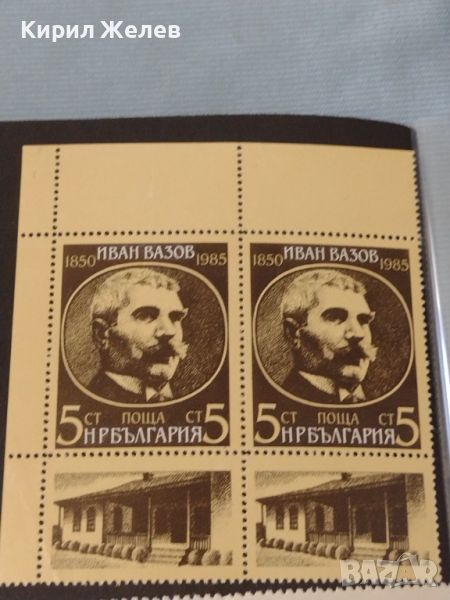 Кирил Желев
ИВАН ВАЗОВ
1850 1985
5 СТ ПОЩА СТ 5
НРБЪЛГАРИЯ
ИВАН ВАЗОВ
1850 1985
5 СТ ПОЩА СТ 5
НРБЪЛГАРИЯ
BAZAR